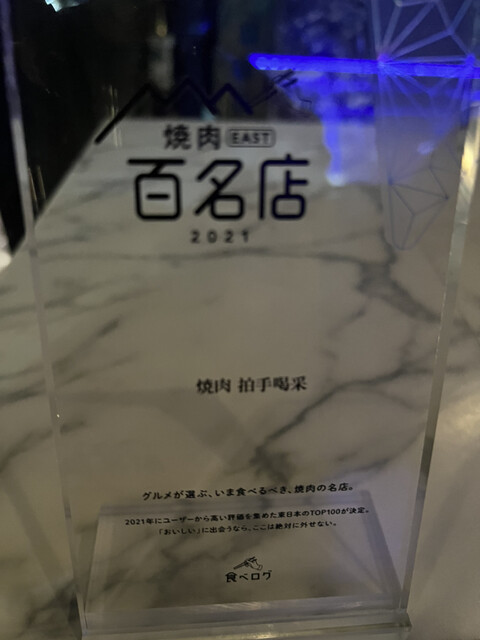 焼肉 EAST
百名店
2021
焼肉 拍手喝采
グルメが選ぶ、いま食べるべき、焼肉の名店。
2021年にユーザーから高い評価を集めた東日本のTOP100が決定。
「おいしい」に出会うなら、ここは絶対に外せない。
食べログ